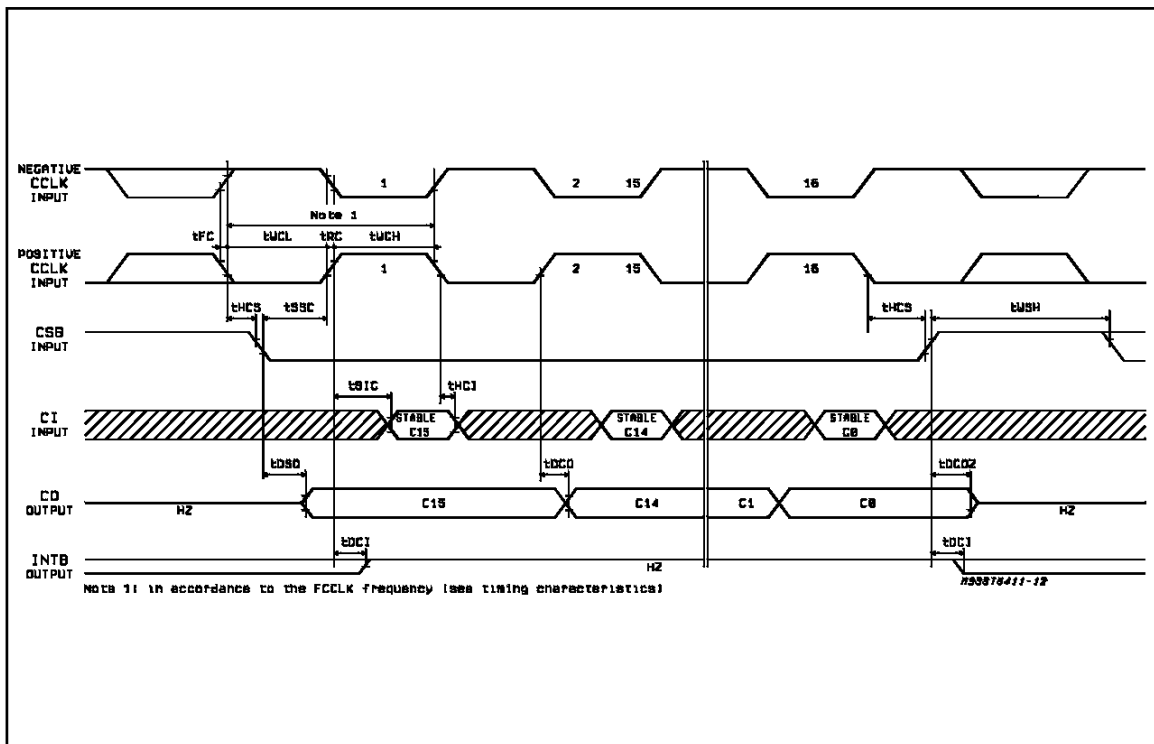 NEGATIVE
CCLK
INPUT
1
2
15
16
Note 1
tFC
tWCL
tRC
tWCH
POSITIVE
CCLK
INPUT
1
2
15
16
tHCS
tSSC
tHCS
tWSH
CSB
INPUT
tSIC
tHCI
CI
INPUT
STABLE
C15
STABLE
C14
STABLE
C0
tDSO
tDCO
tDCOZ
CO
OUTPUT
HZ
C15
C14
C1
C0
HZ
tDCI
tDCI
INTB
OUTPUT
HZ
Note 1: in accordance to the FCCLK frequency (see timing characteristics)